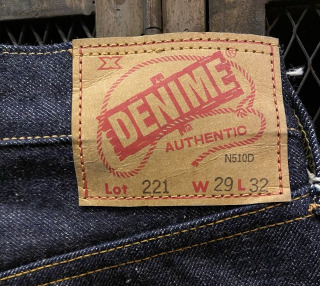 DENIME®
AUTHENTIC
N510D
Lot 221 W 29 L 32